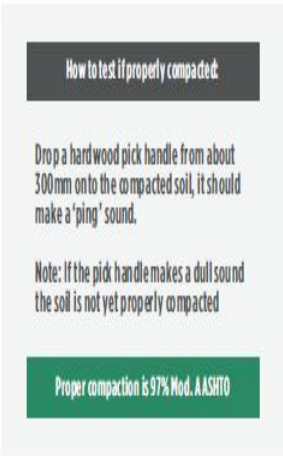 How to test if properly compacted:
Drop a hardwood pick handle from about
300mm onto the compacted soil, it should
make a 'ping' sound.
Note: If the pick handle makes a dull sound
the soil is not yet properly compacted
Proper compaction is 97% Mod. AASHTO